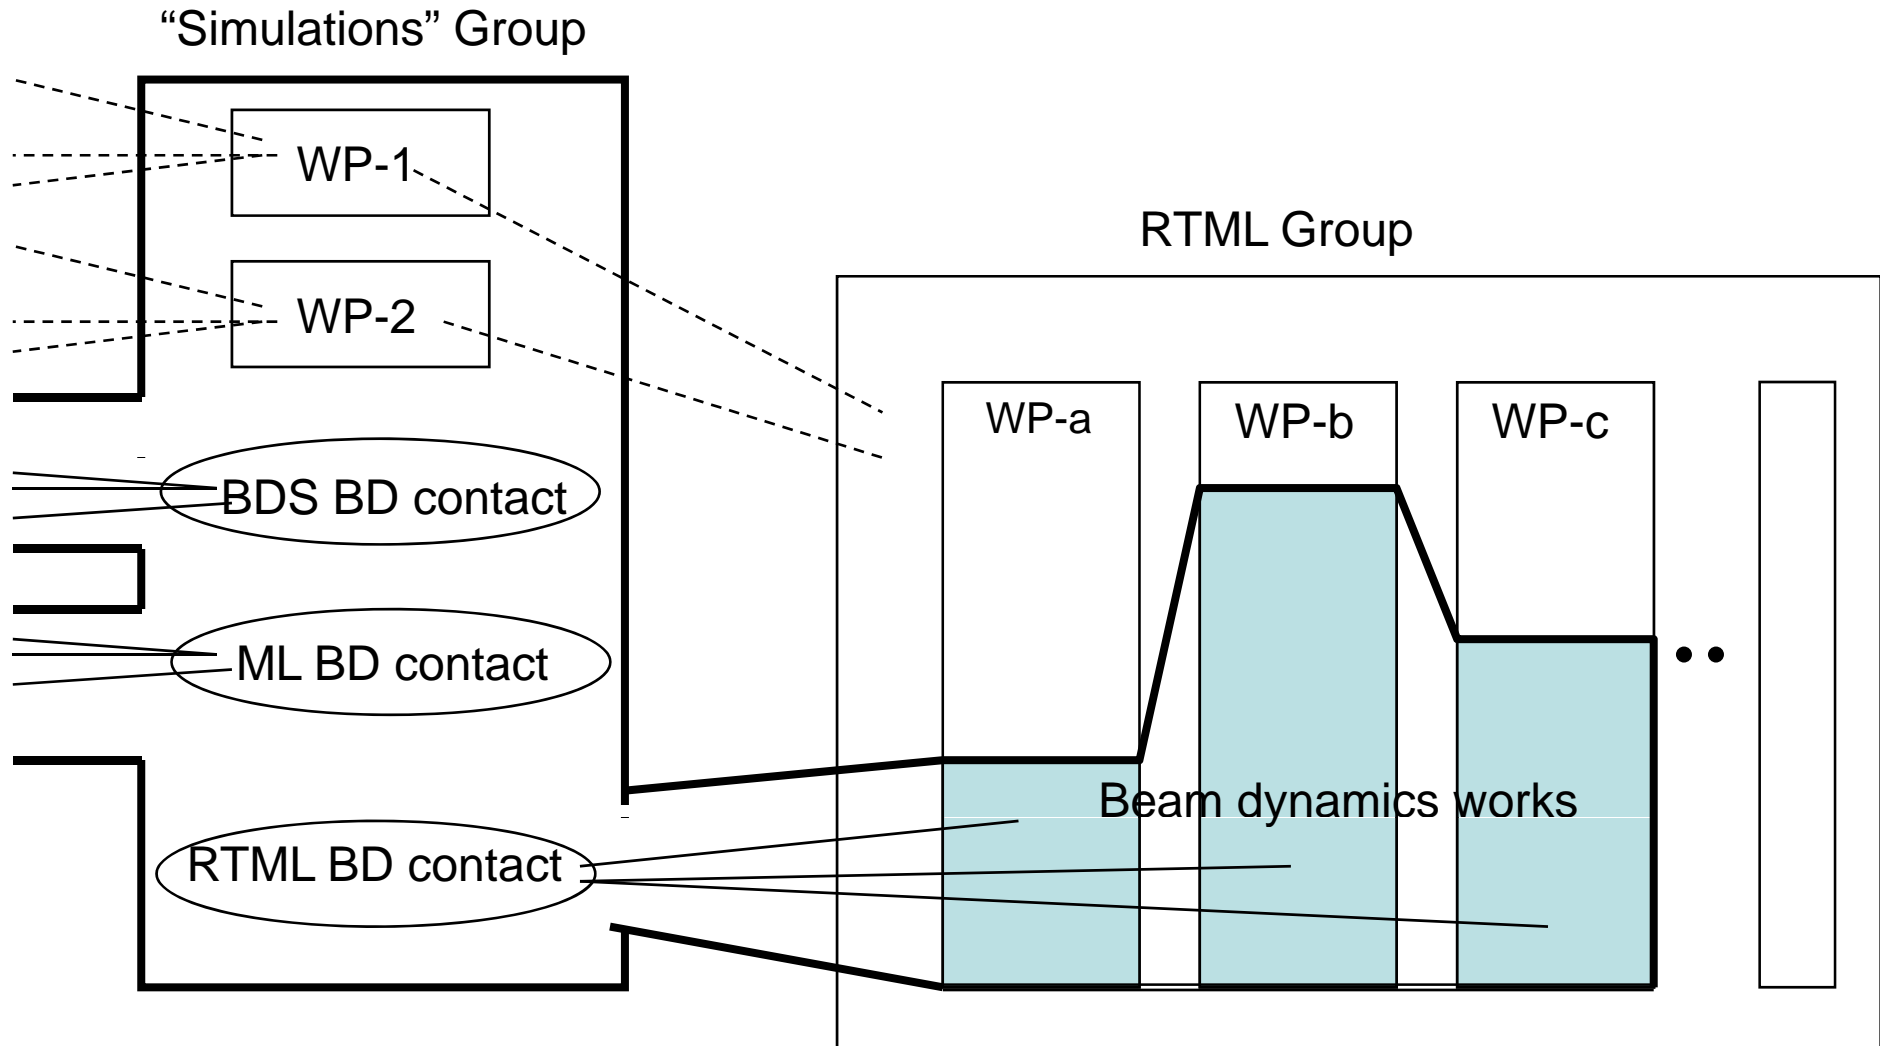 “Simulations” Group
WP-1
WP-2
BDS BD contact
ML BD contact
RTML BD contact
RTML Group
WP-a
WP-b
WP-c
Beam dynamics works